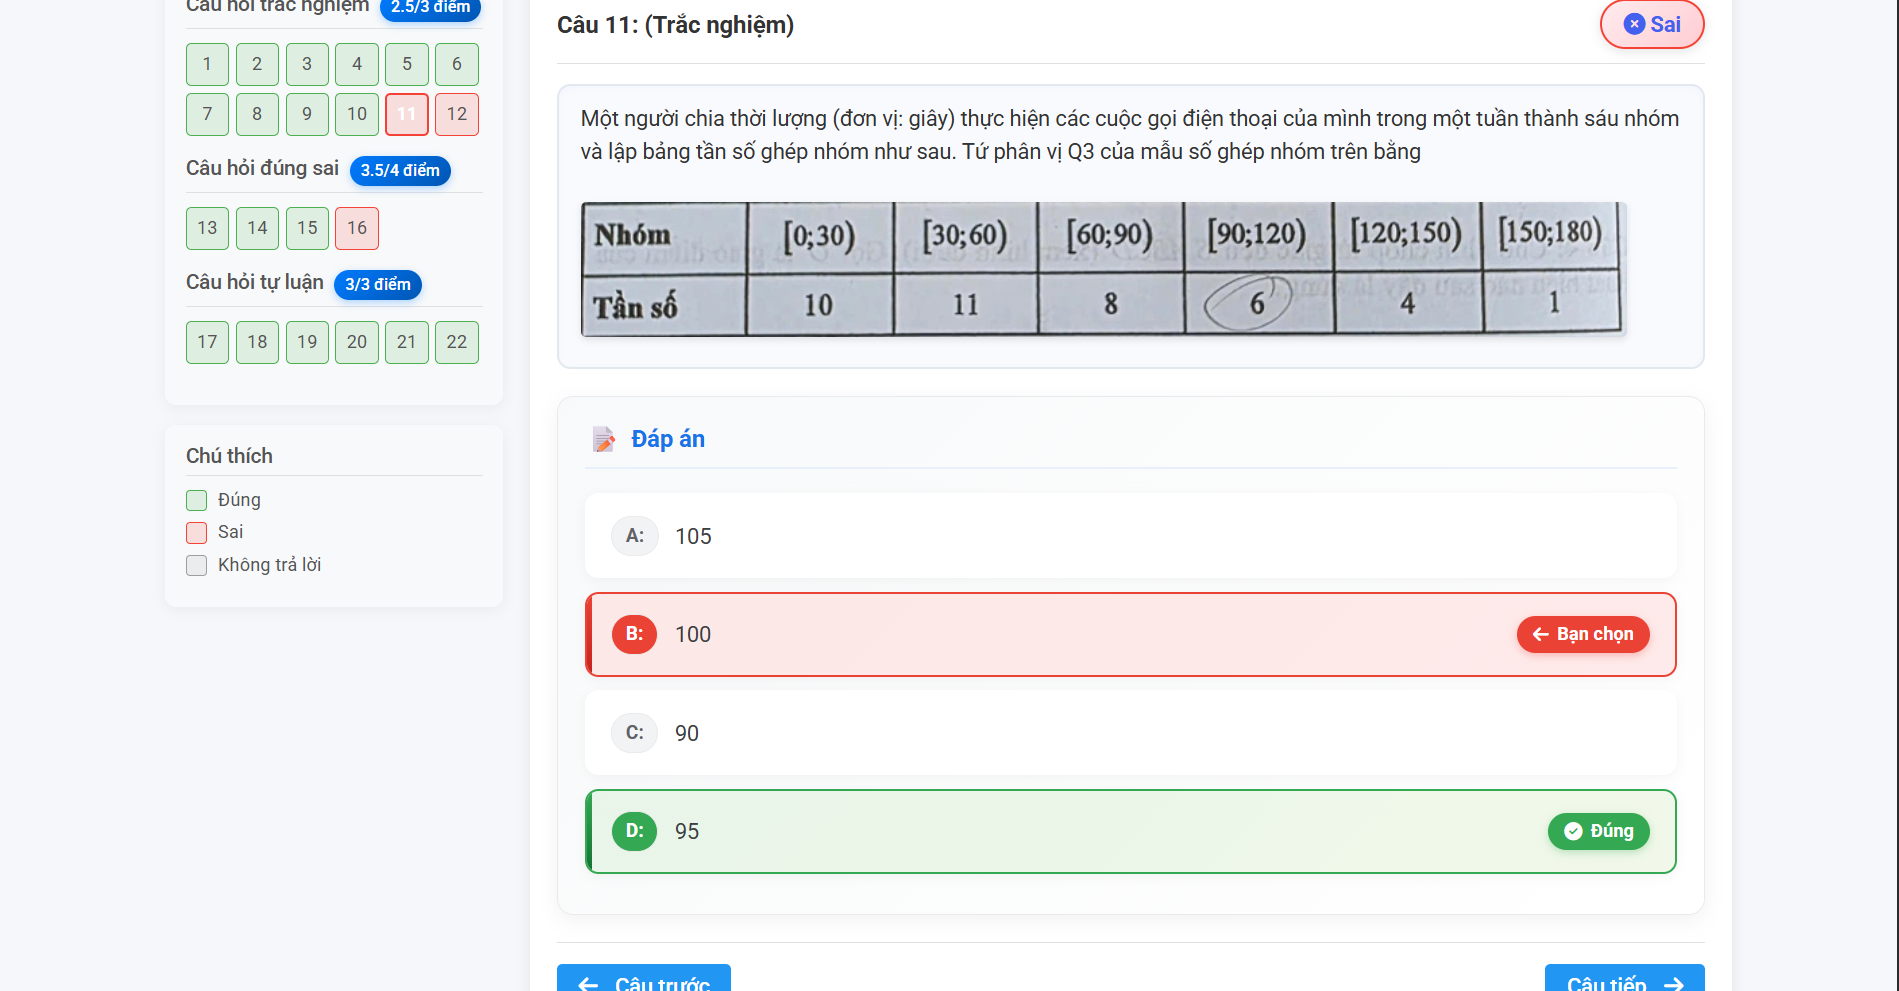 Câu hỏi trắc nghiệm 2.5/3 điểm
1 2 3 4 5 6
7 8 9 10 11 12
Câu hỏi đúng sai 3.5/4 điểm
13 14 15 16
Câu hỏi tự luận 3/3 điểm
17 18 19 20 21 22
Chú thích
Đúng
Sai
Không trả lời
Câu 11: (Trắc nghiệm) Sai
Một người chia thời lượng (đơn vị: giây) thực hiện các cuộc gọi điện thoại của mình trong một tuần thành sáu nhóm
và lập bảng tần số ghép nhóm như sau. Tứ phân vị Q3 của mẫu số ghép nhóm trên bằng
Nhóm [0;30) [30;60) [60;90) [90;120) [120;150) [150;180)
Tần số 10 11 8 6 4 1
Đáp án
A: 105
B: 100 Bạn chọn
C: 90
D: 95 Đúng
Câu trước Câu tiếp